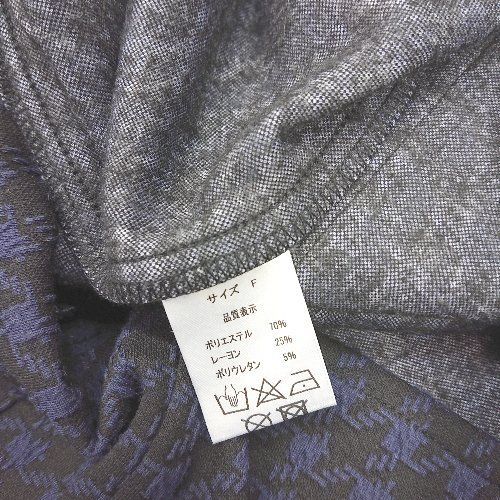 サイズ F
品質表示
ポリエステル 70%
レーヨン 25%
ポリウレタン 5%